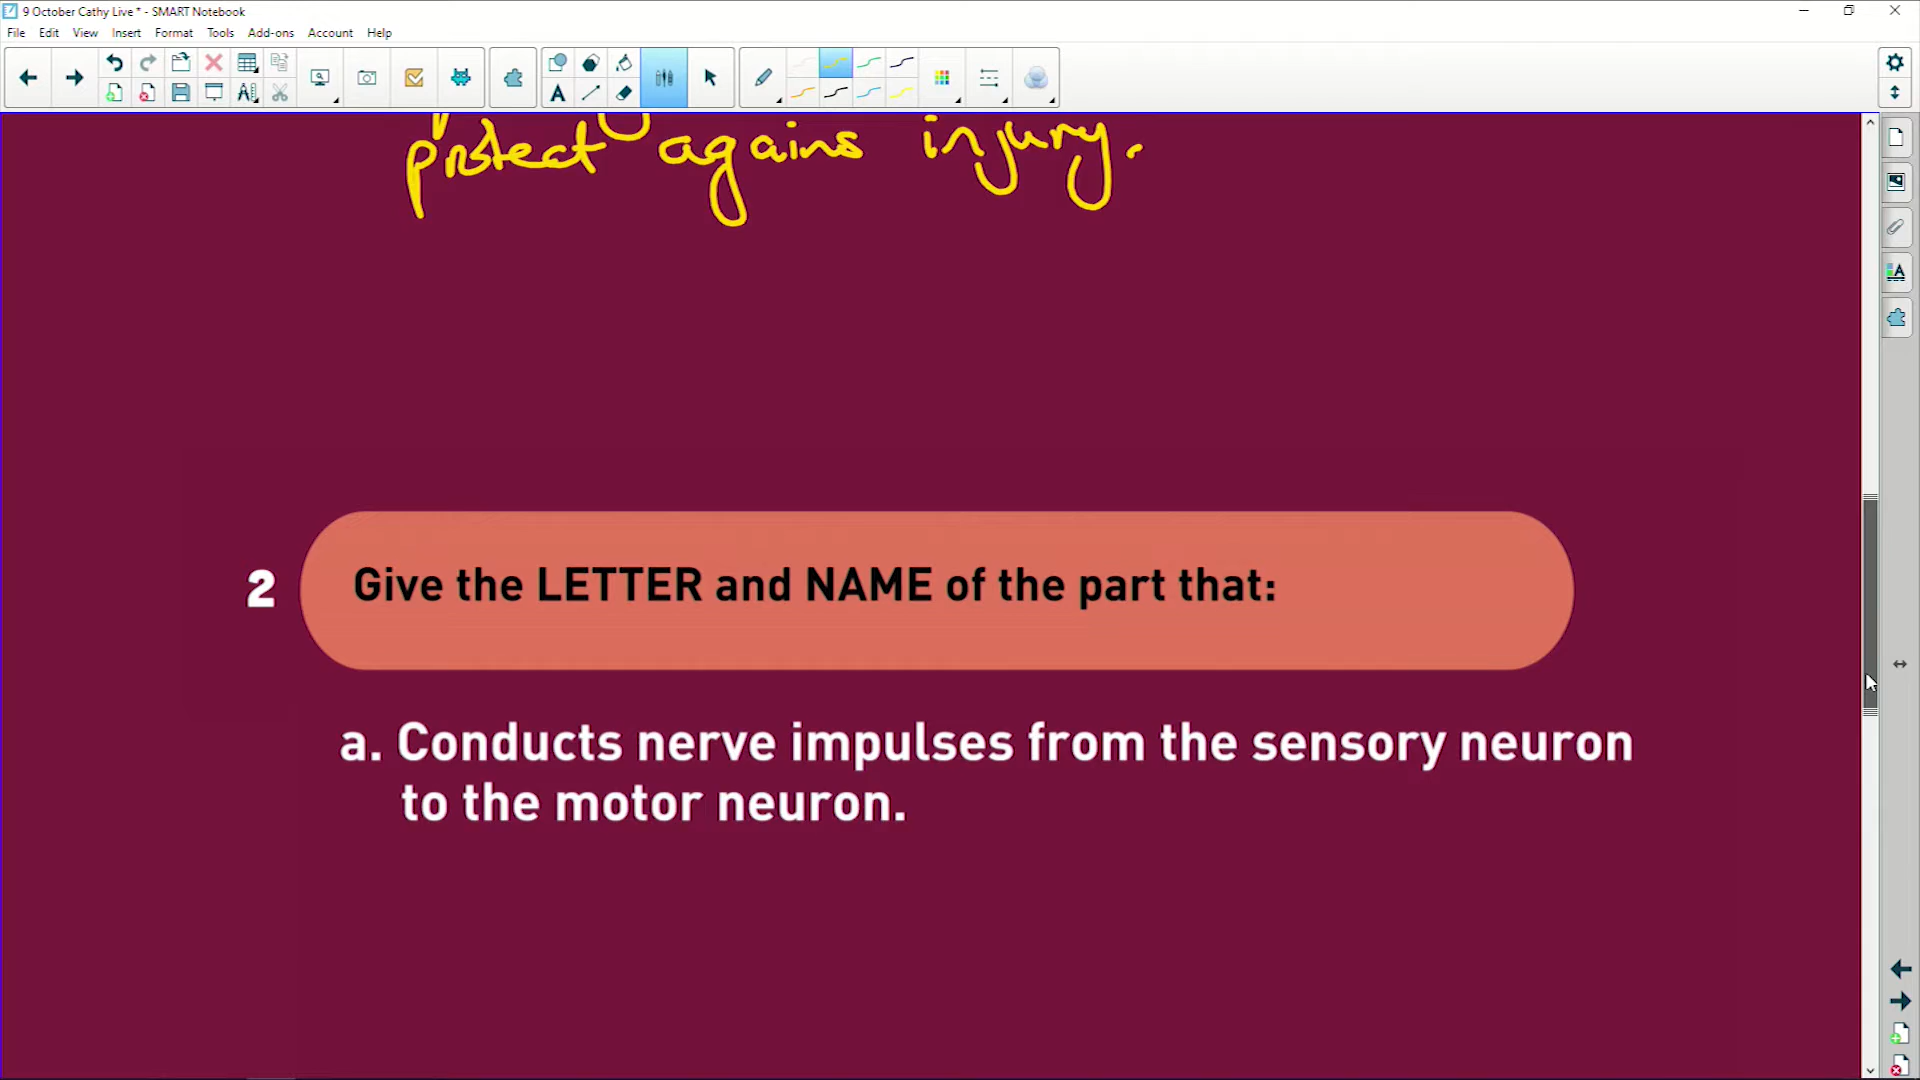 9 October Cathy Live * - SMART Notebook
File Edit View Insert Format Tools Add-ons Account Help
protect agains injury.
2 Give the LETTER and NAME of the part that:
a. Conducts nerve impulses from the sensory neuron
to the motor neuron.